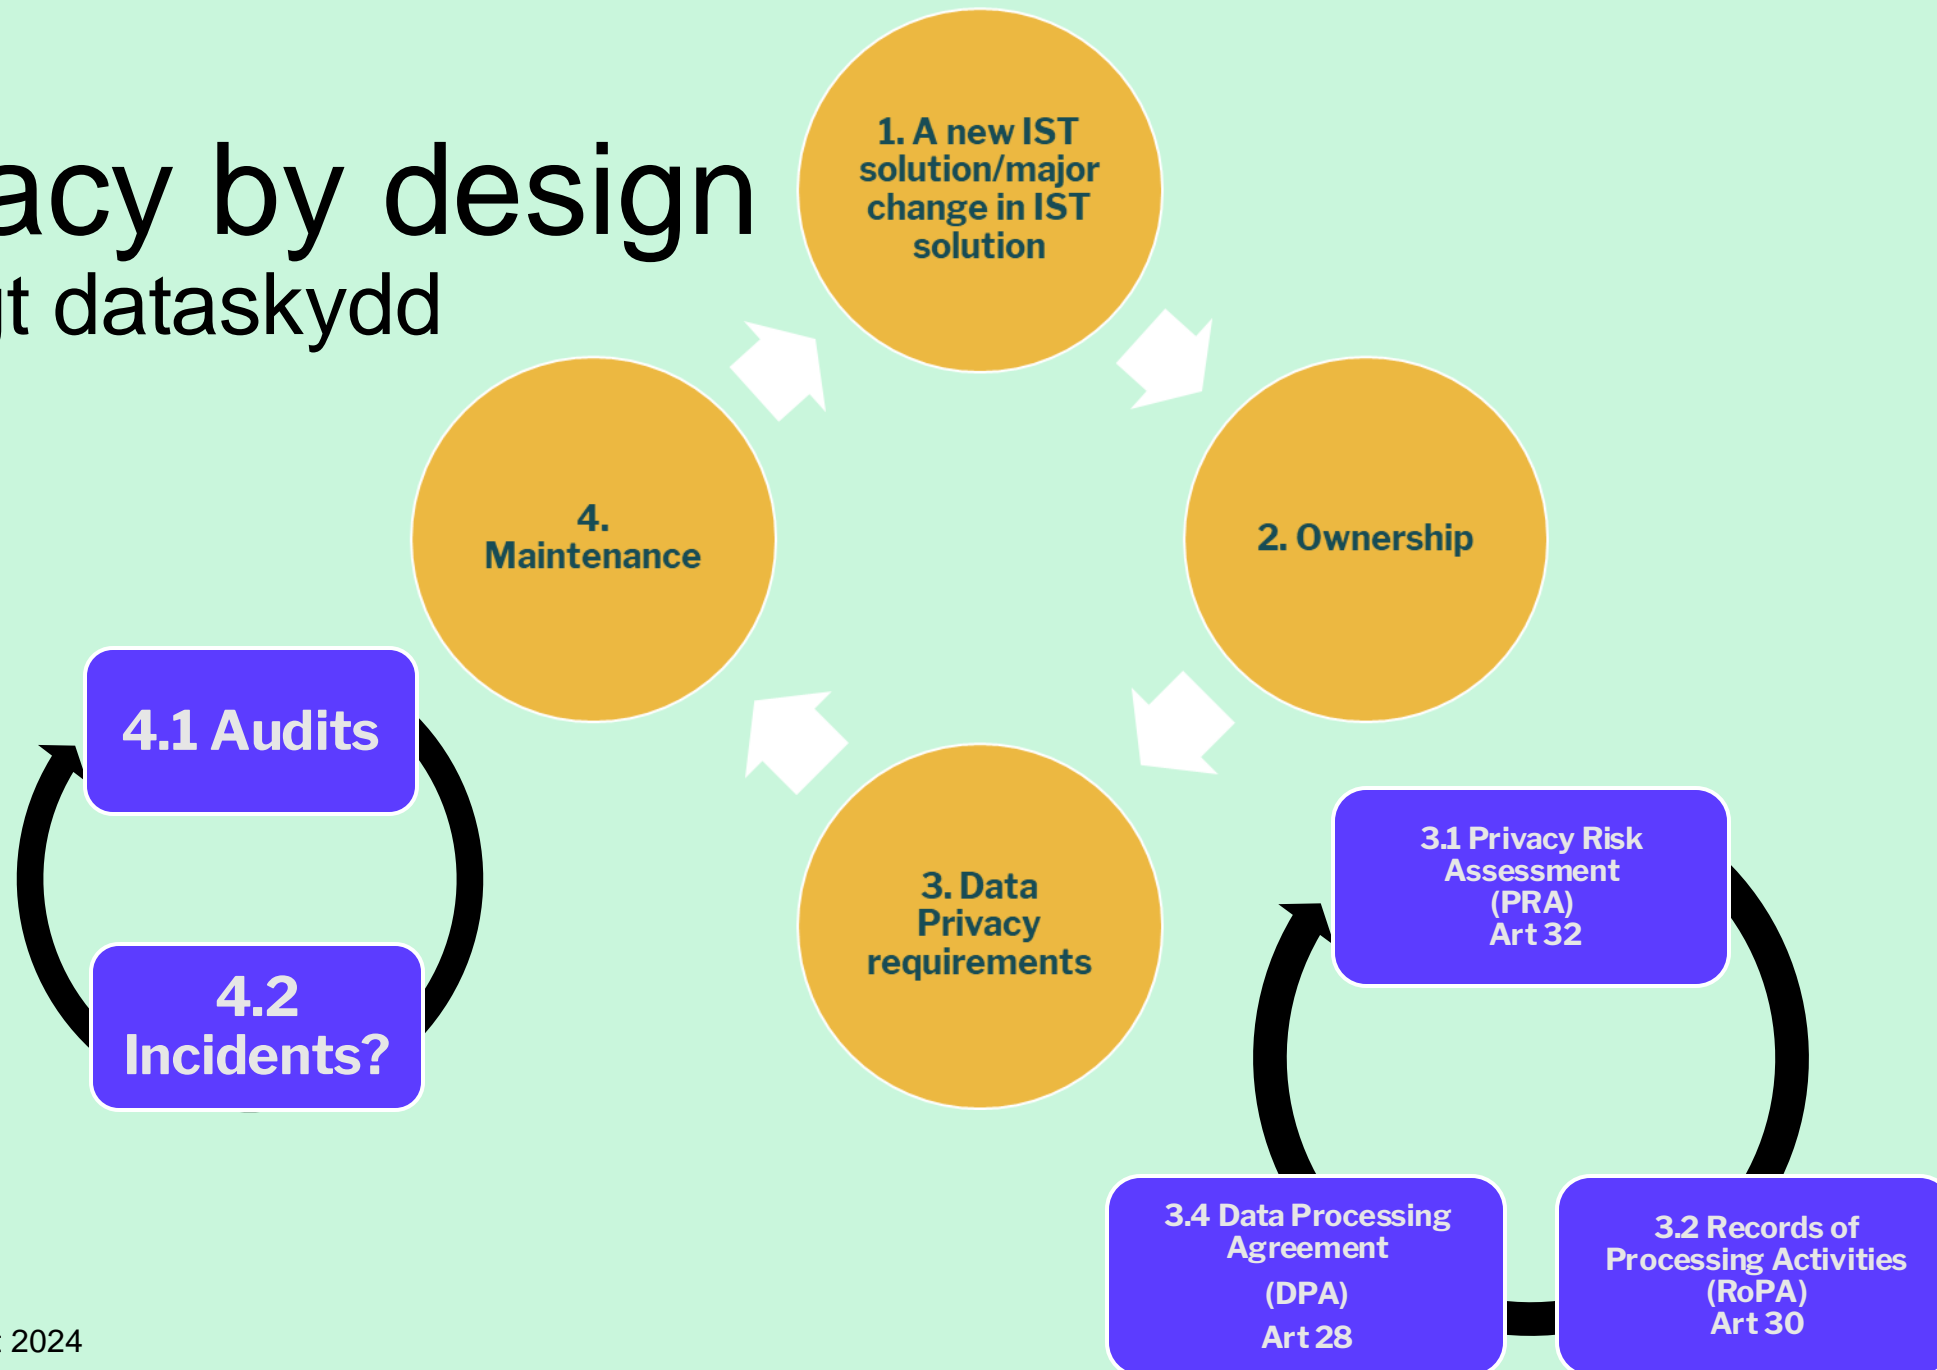 1. A new IST
solution/major
change in IST
solution
acy by design
gt dataskydd
4.
Maintenance
2. Ownership
4.1 Audits
3. Data
Privacy
requirements
3.1 Privacy Risk
Assessment
(PRA)
Art 32
4.2
Incidents?
3.4 Data Processing
Agreement
(DPA)
Art 28
3.2 Records of
Processing Activities
(RoPA)
Art 30
2024